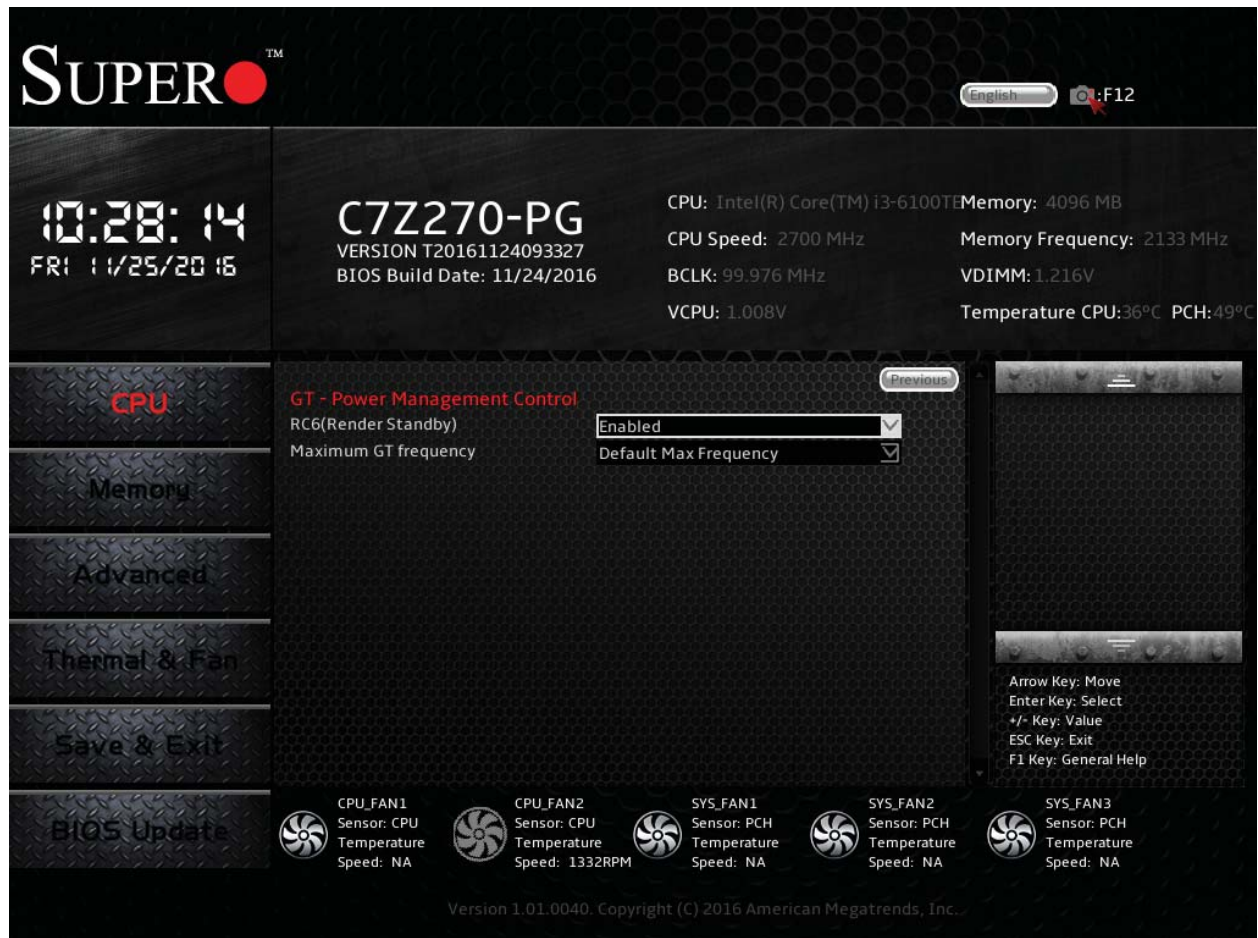 SUPER™
English :F12
10:28:14
FRI 11/25/2016
C7Z270-PG
VERSION T20161124093327
BIOS Build Date: 11/24/2016
CPU: Intel(R) Core(TM) i3-6100TE
CPU Speed: 2700 MHz
BCLK: 99.976 MHz
VCPU: 1.008V
Memory: 4096 MB
Memory Frequency: 2133 MHz
VDIMM: 1.216V
Temperature CPU:36°C PCH:49°C
CPU
Memory
Advanced
Thermal & Fan
Save & Exit
BIOS Update
Previous
GT - Power Management Control
RC6(Render Standby) Enabled
Maximum GT frequency Default Max Frequency
Arrow Key: Move
Enter Key: Select
+/- Key: Value
ESC Key: Exit
F1 Key: General Help
CPU_FAN1
Sensor: CPU
Temperature
Speed: NA
CPU_FAN2
Sensor: CPU
Temperature
Speed: 1332RPM
SYS_FAN1
Sensor: PCH
Temperature
Speed: NA
SYS_FAN2
Sensor: PCH
Temperature
Speed: NA
SYS_FAN3
Sensor: PCH
Temperature
Speed: NA
Version 1.01.0040. Copyright (C) 2016 American Megatrends, Inc.